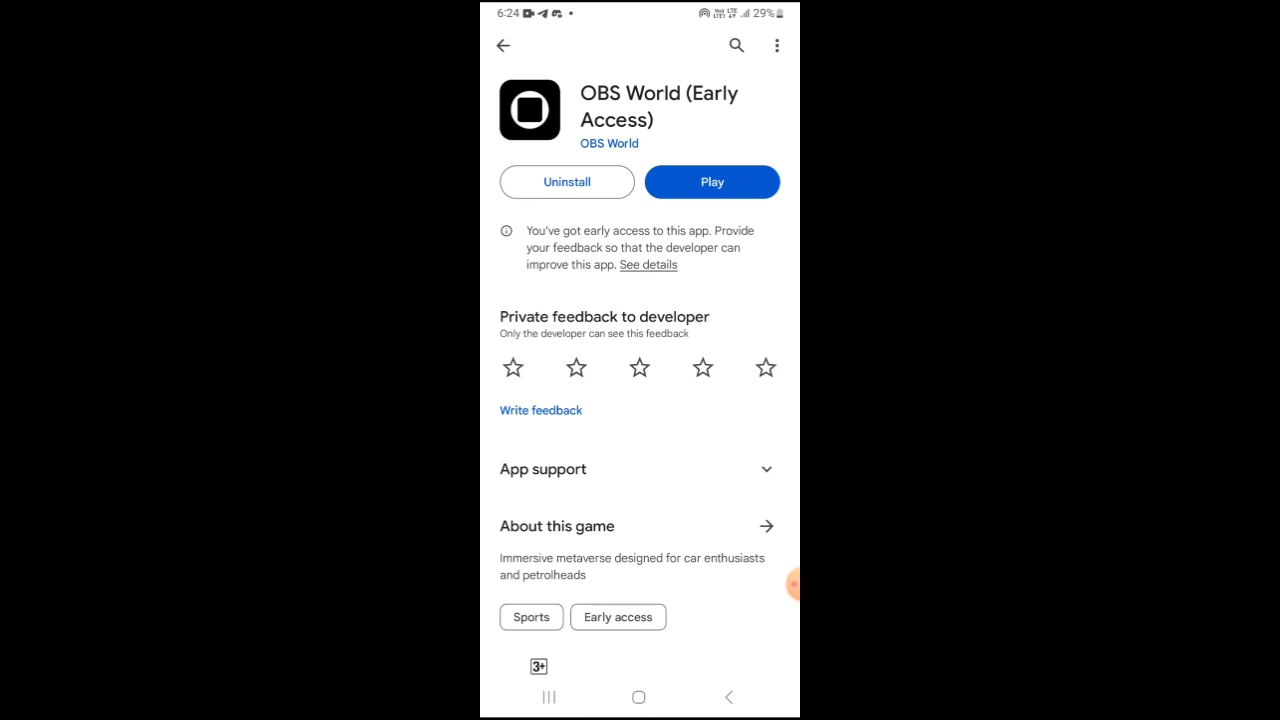 6:24 29%
OBS World (Early
Access)
OBS World
Uninstall Play
You've got early access to this app. Provide
your feedback so that the developer can
improve this app. See details
Private feedback to developer
Only the developer can see this feedback
Write feedback
App support
About this game
Immersive metaverse designed for car enthusiasts
and petrolheads
Sports Early access
3+